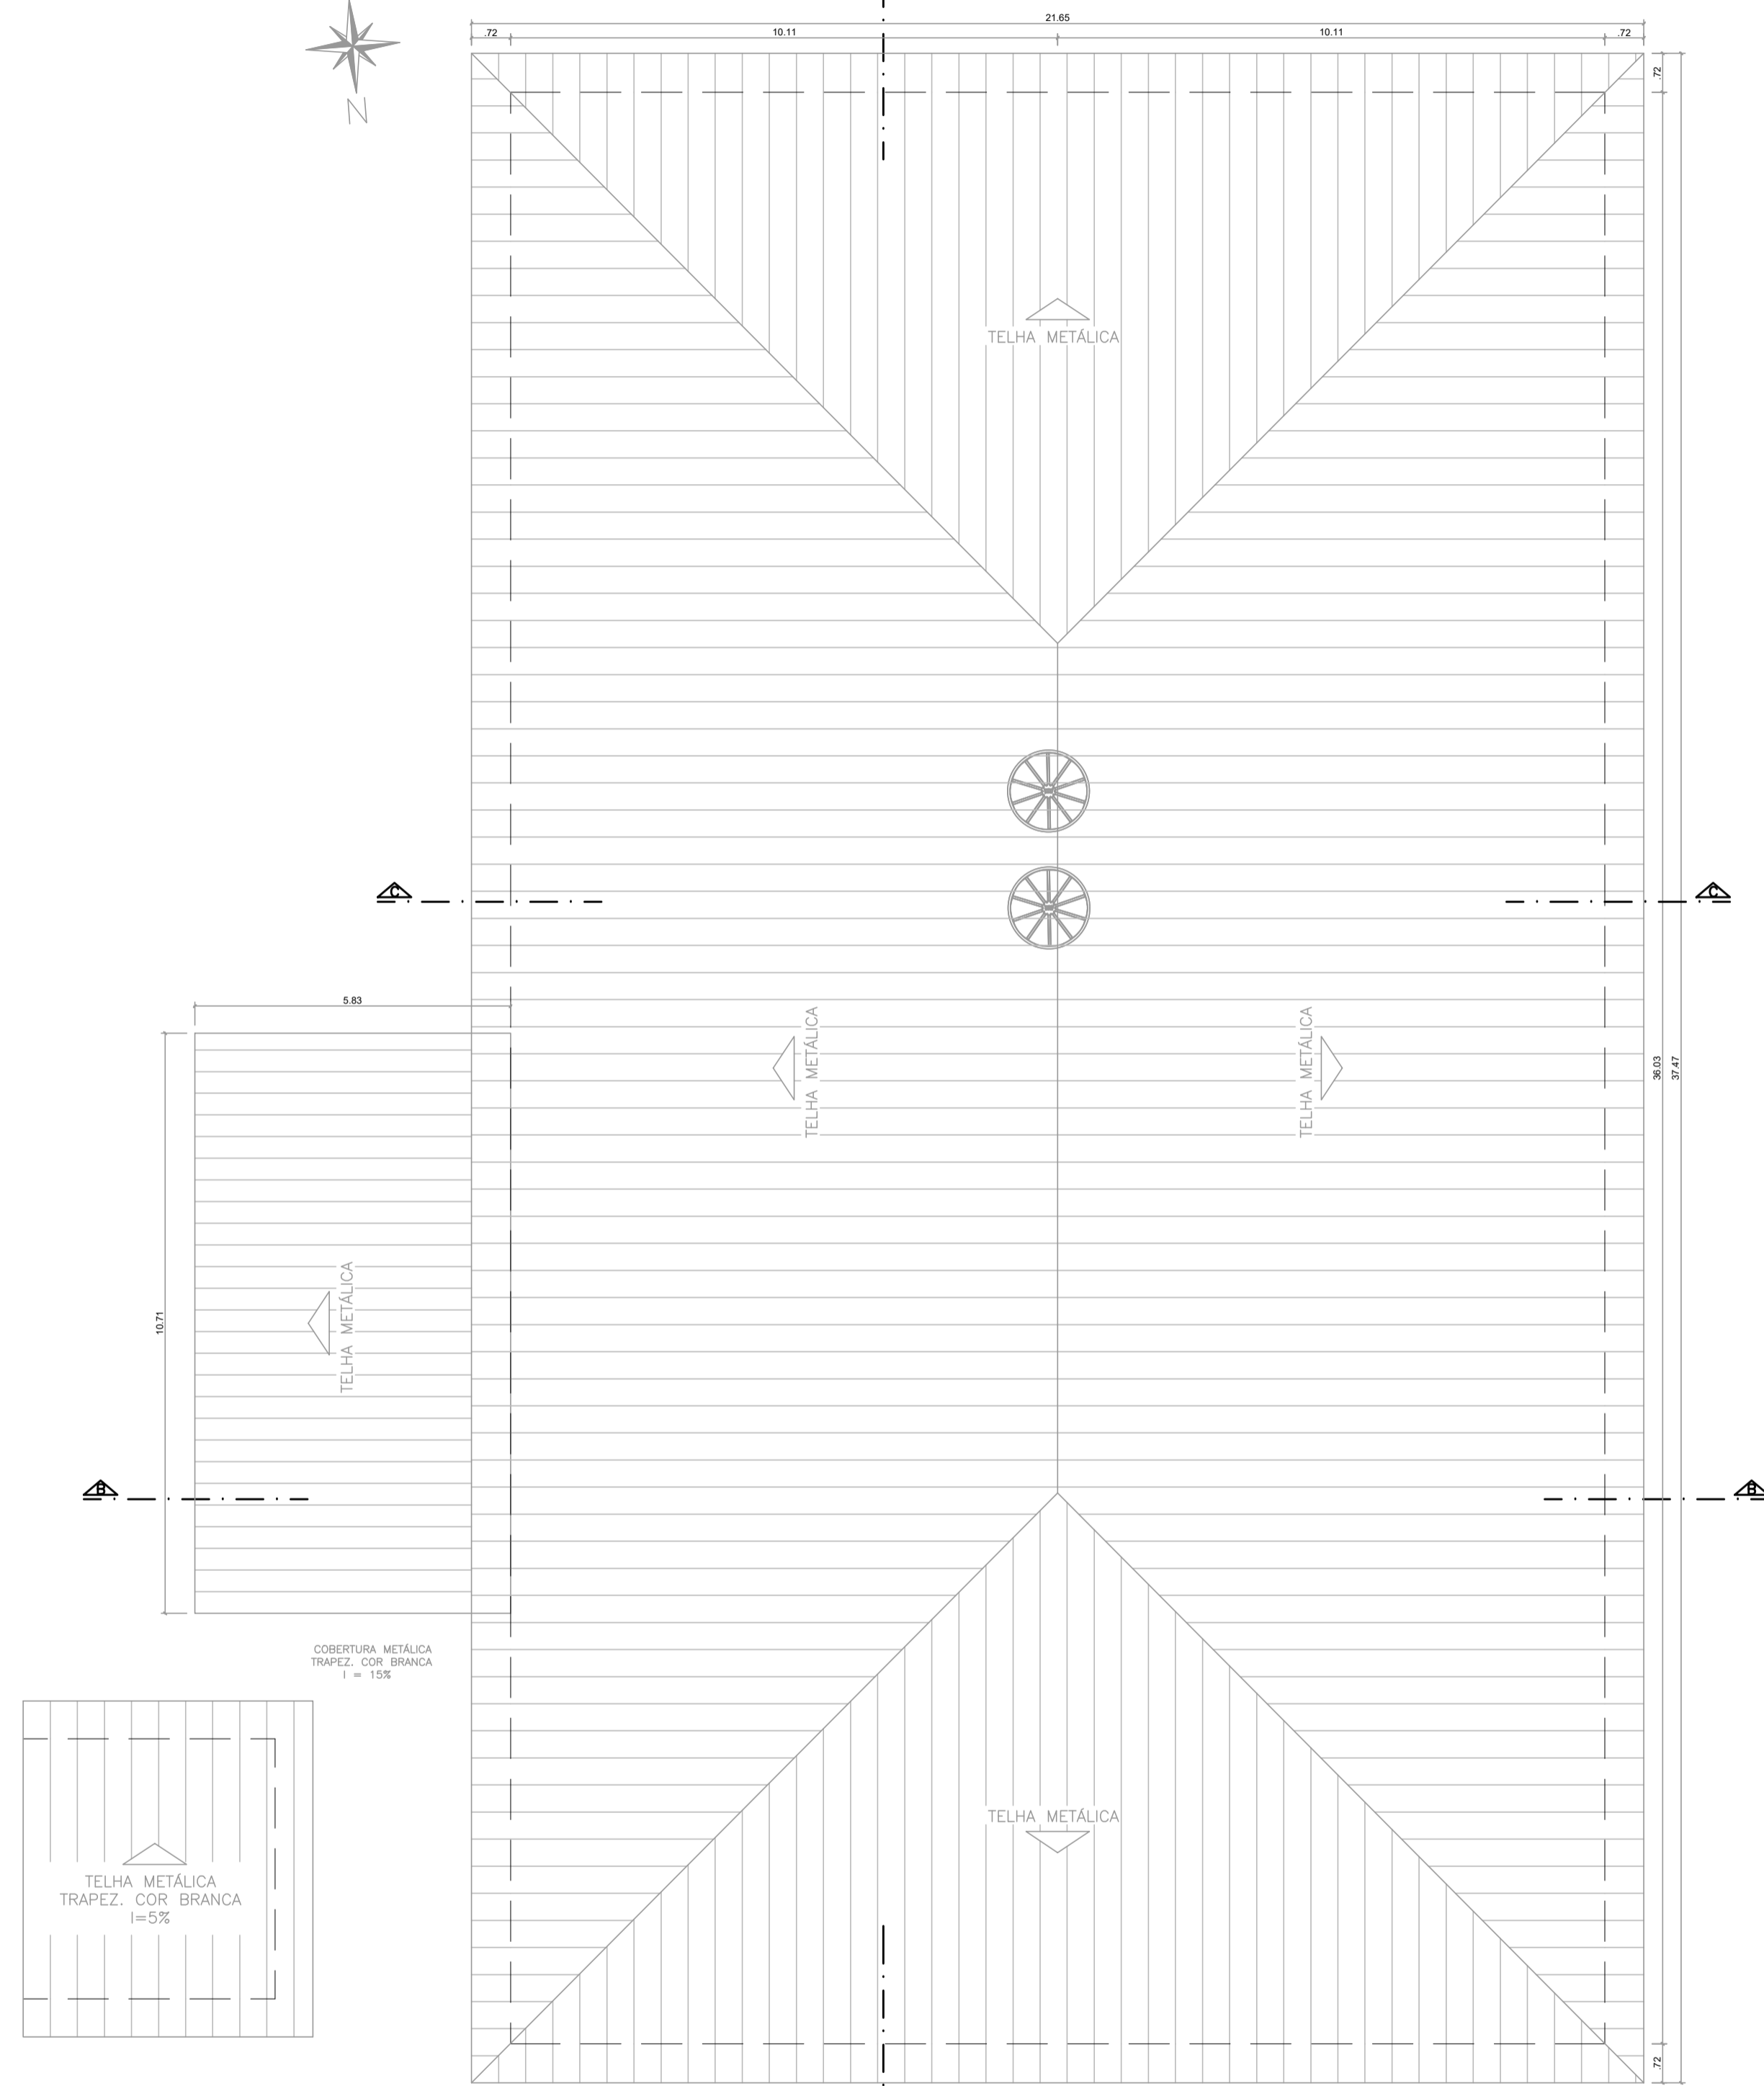 21.65
.72
10.11
10.11
.72
.72
N
TELHA METÁLICA
C
C
5.83
TELHA METÁLICA
TELHA METÁLICA
36.03
37.47
10.71
TELHA METÁLICA
B
B
COBERTURA METÁLICA
TRAPEZ. COR BRANCA
I = 15%
TELHA METÁLICA
TELHA METÁLICA
TRAPEZ. COR BRANCA
I=5%
.72